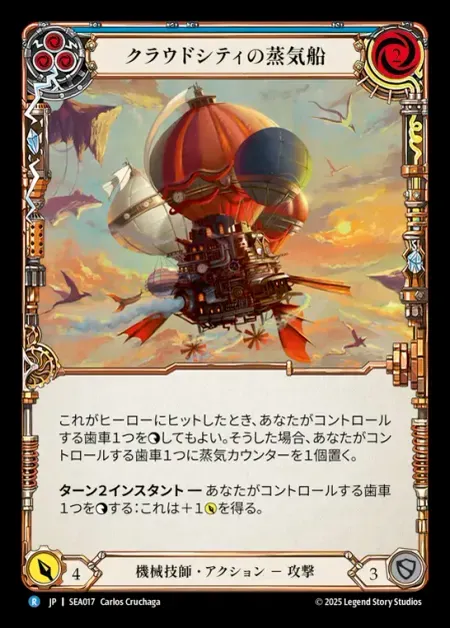 クラウドシティの蒸気船
2
これがヒーローにヒットしたとき、あなたがコントロール
する歯車1つを してもよい。そうした場合、あなたがコン
トロールする歯車1つに蒸気カウンターを1個置く。
ターン2インスタント ー あなたがコントロールする歯車
1つを する:これは+1 を得る。
4
機械技師・アクション ー 攻撃
3
R JP SEA017 Carlos Cruchaga
© 2025 Legend Story Studios